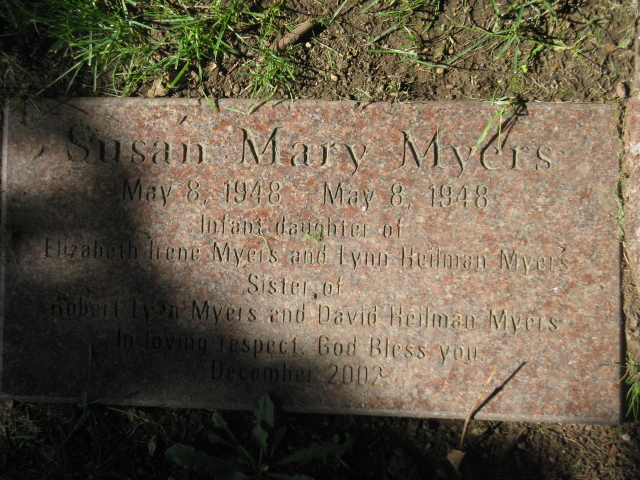 Susan Mary Myers
May 8, 1948 May 8, 1948
Infant daughter of
Elizabeth Irene Myers and Lynn Heilman Myers
Sister of
Robert Lynn Myers and David Heilman Myers
In loving respect. God Bless you.
December 2002